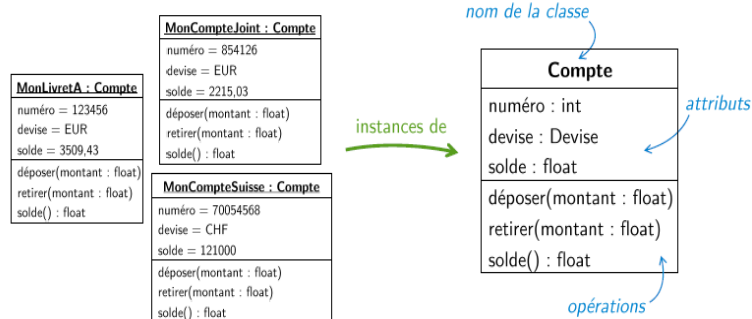 MonLivretA : Compte
numéro = 123456
devise = EUR
solde = 3509,43
déposer(montant : float)
retirer(montant : float)
solde() : float
MonCompteJoint : Compte
numéro = 854126
devise = EUR
solde = 2215,03
déposer(montant : float)
retirer(montant : float)
solde() : float
MonCompteSuisse : Compte
numéro = 70054568
devise = CHF
solde = 121000
déposer(montant : float)
retirer(montant : float)
solde() : float
instances de
nom de la classe
Compte
numéro : int
devise : Devise
solde : float
attributs
déposer(montant : float)
retirer(montant : float)
solde() : float
opérations